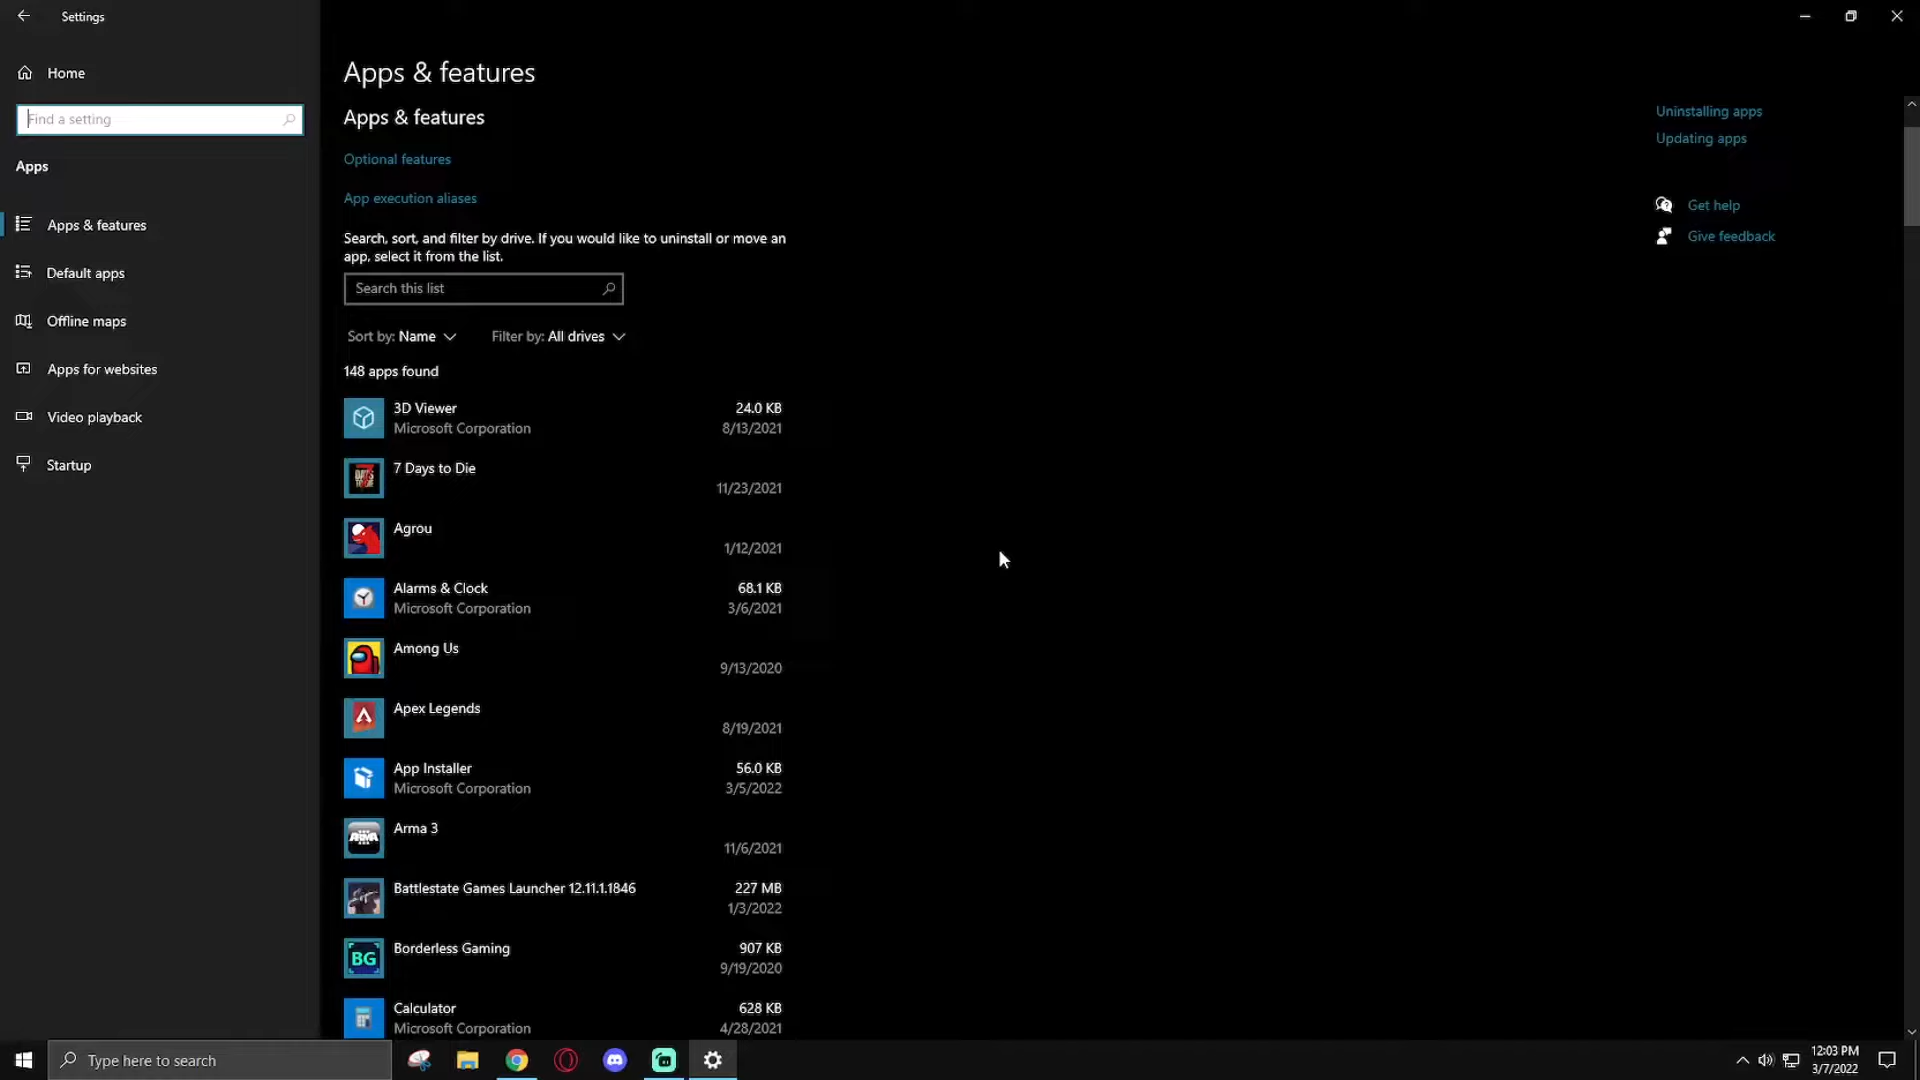 Settings
Home
Find a setting
Apps
Apps & features
Default apps
Offline maps
Apps for websites
Video playback
Startup
Apps & features
Apps & features
Optional features
App execution aliases
Search, sort, and filter by drive. If you would like to uninstall or move an
app, select it from the list.
Search this list
Sort by: Name
Filter by: All drives
148 apps found
3D Viewer 24.0 KB
Microsoft Corporation 8/13/2021
7 Days to Die
11/23/2021
Agrou
1/12/2021
Alarms & Clock 68.1 KB
Microsoft Corporation 3/6/2021
Among Us
9/13/2020
Apex Legends
8/19/2021
App Installer 56.0 KB
Microsoft Corporation 3/5/2022
ARMA
Arma 3
11/6/2021
Battlestate Games Launcher 12.11.1.1846 227 MB
1/3/2022
BG
Borderless Gaming 907 KB
9/19/2020
Calculator 628 KB
Microsoft Corporation 4/28/2021
Uninstalling apps
Updating apps
Get help
Give feedback
Type here to search
12:03 PM
3/7/2022